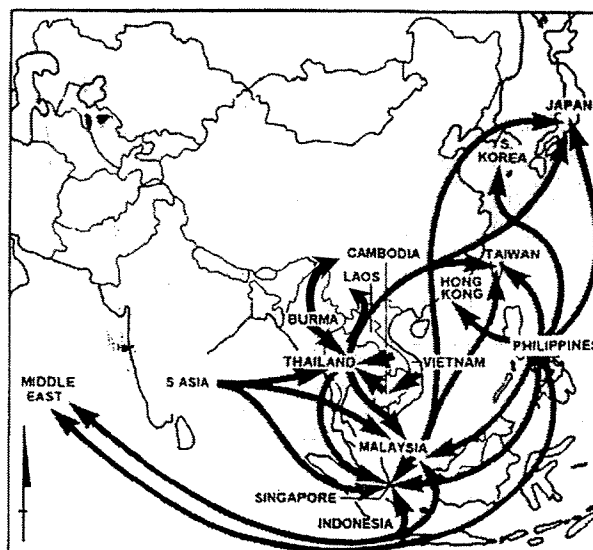 JAPAN
S.
KOREA
CAMBODIA
TAIWAN
LAOS
HONG
KONG
BURMA
PHILIPPINES
THAILAND
VIETNAM
MIDDLE
EAST
S ASIA
MALAYSIA
SINGAPORE
INDONESIA